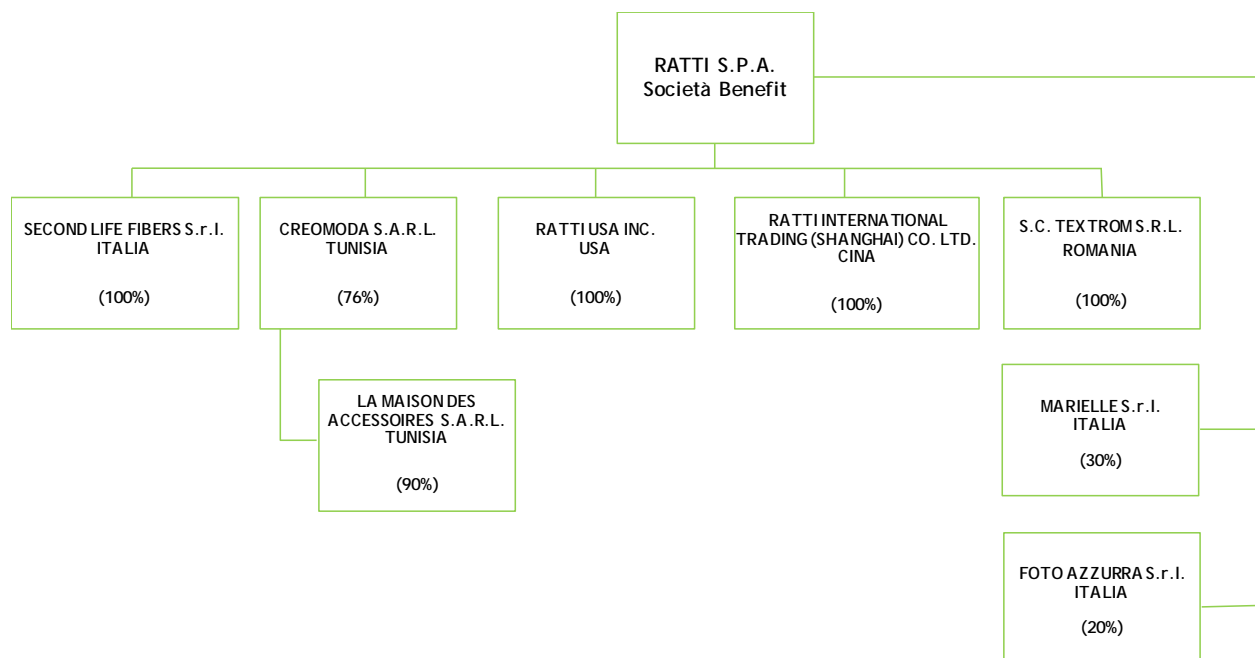 RATTI S.P.A.
Società Benefit
SECOND LIFE FIBERS S.r.l.
ITALIA
(100%)
CREOMODA S.A.R.L.
TUNISIA
(76%)
RATTI USA INC.
USA
(100%)
RATTI INTERNATIONAL
TRADING (SHANGHAI) CO. LTD.
CINA
(100%)
S.C. TEXTROM S.R.L.
ROMANIA
(100%)
LA MAISON DES
ACCESSOIRES S.A.R.L.
TUNISIA
(90%)
MARIELLE S.r.l.
ITALIA
(30%)
FOTO AZZURRA S.r.l.
ITALIA
(20%)